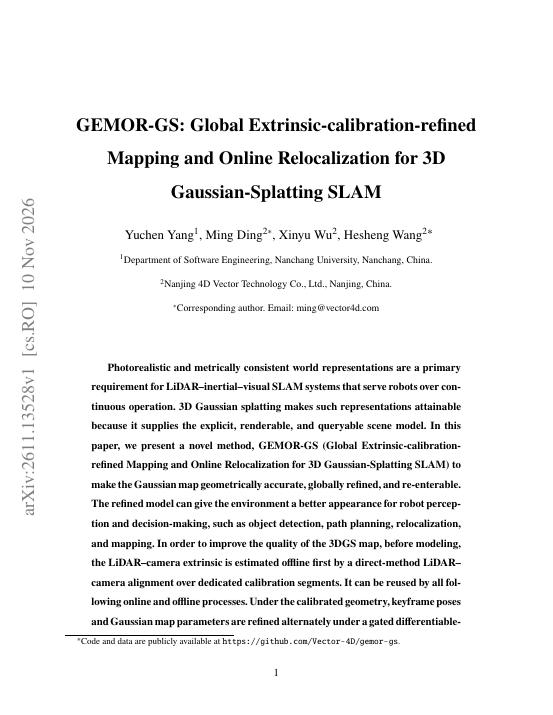 GEMOR-GS: Global Extrinsic-calibration-refined
Mapping and Online Relocalization for 3D
Gaussian-Splatting SLAM
Yuchen Yang¹, Ming Ding²*, Xinyu Wu², Hesheng Wang²*
¹Department of Software Engineering, Nanchang University, Nanchang, China.
²Nanjing 4D Vector Technology Co., Ltd., Nanjing, China.
*Corresponding author. Email: ming@vector4d.com
arXiv:2611.13528v1 [cs.RO] 10 Nov 2026
Photorealistic and metrically consistent world representations are a primary
requirement for LiDAR–inertial–visual SLAM systems that serve robots over con-
tinuous operation. 3D Gaussian splatting makes such representations attainable
because it supplies the explicit, renderable, and queryable scene model. In this
paper, we present a novel method, GEMOR-GS (Global Extrinsic-calibration-
refined Mapping and Online Relocalization for 3D Gaussian-Splatting SLAM) to
make the Gaussian map geometrically accurate, globally refined, and re-enterable.
The refined model can give the environment a better appearance for robot percep-
tion and decision-making, such as object detection, path planning, relocalization,
and mapping. In order to improve the quality of the 3DGS map, before modeling,
the LiDAR–camera extrinsic is estimated offline first by a direct-method LiDAR–
camera alignment over dedicated calibration segments. It can be reused by all fol-
lowing online and offline processes. Under the calibrated geometry, keyframe poses
and Gaussian map parameters are refined alternately under a gated differentiable-
*Code and data are publicly available at https://github.com/Vector-4D/gemor-gs.
1